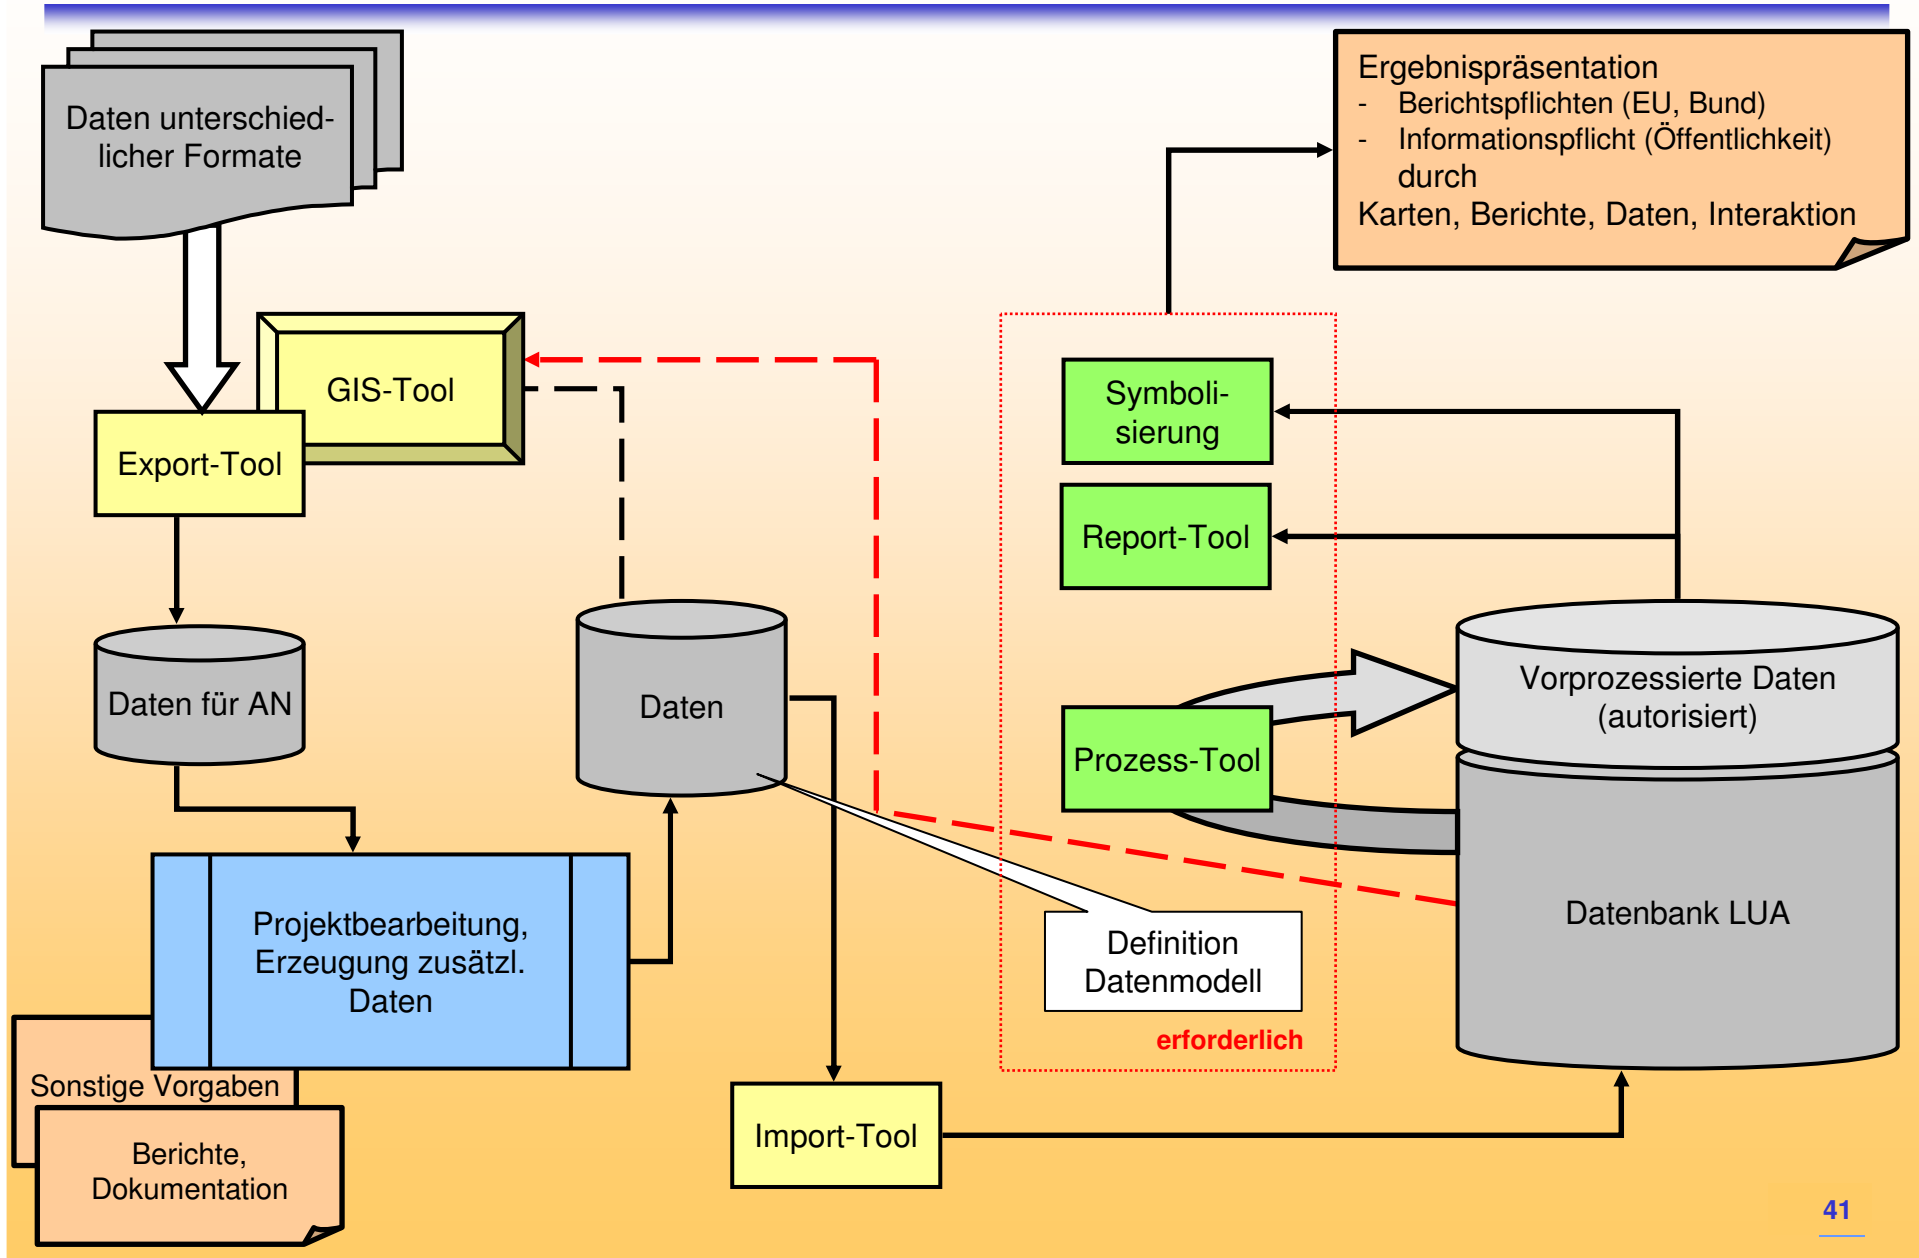 Daten unterschied-
licher Formate
Ergebnispräsentation
- Berichtspflichten (EU, Bund)
- Informationspflicht (Öffentlichkeit)
durch
Karten, Berichte, Daten, Interaktion
GIS-Tool
Export-Tool
Symboli-
sierung
Report-Tool
Daten für AN
Daten
Vorprozessierte Daten
(autorisiert)
Prozess-Tool
Projektbearbeitung,
Erzeugung zusätzl.
Daten
Datenbank LUA
Definition
Datenmodell
erforderlich
Sonstige Vorgaben
Import-Tool
Berichte,
Dokumentation
41